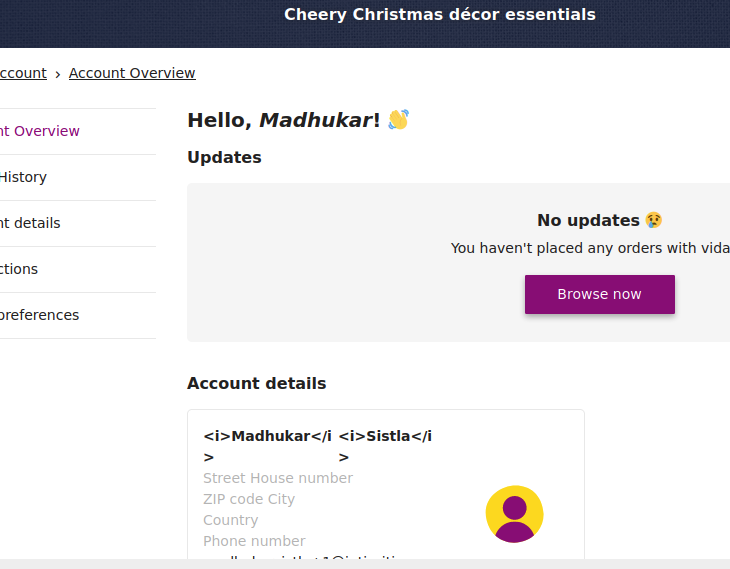 Cheery Christmas décor essentials
ccount › Account Overview
nt Overview
History
nt details
ctions
preferences
Hello, Madhukar! 👋
Updates
No updates 😢
You haven't placed any orders with vida
Browse now
Account details
<i>Madhukar</i> <i>Sistla</i>
Street House number
ZIP code City
Country
Phone number